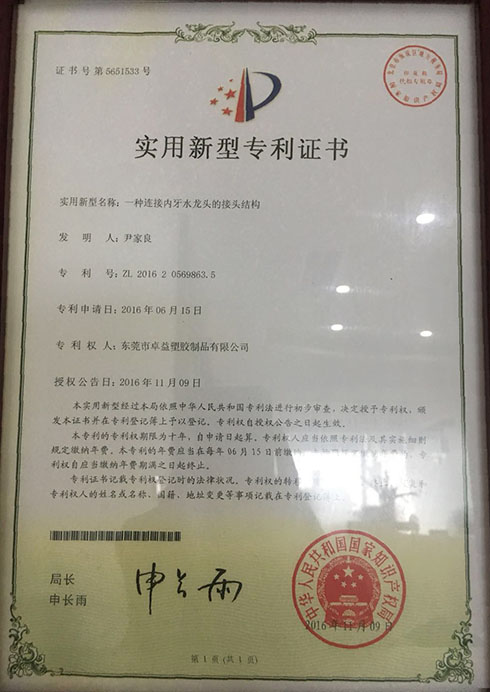 证书号第5651533号
实用新型专利证书
实用新型名称：一种连接内牙水龙头的接头结构
发明人：尹家良
专利号：ZL 2016 2 0569863.5
专利申请日：2016年06月15日
专利权人：东莞市卓益塑胶制品有限公司
授权公告日：2016年11月09日
本实用新型经过本局依照中华人民共和国专利法进行初步审查，决定授予专利权，颁
发本证书并在专利登记簿上予以登记。专利权自授权公告之日起生效。
本专利的专利权期限为十年，自申请日起算。专利权人应当依照专利法及其实施细则
规定缴纳年费。本专利的年费应当在每年06月15日前缴纳。
权自应当缴纳年费期满之日起终止。
专利证书记载专利权登记时的法律状况。专利权的转
专利权人的姓名或名称、国籍、地址变更等事项记载在专利登记簿上。
局长
申长雨
申长雨
中华人民共和国国家知识产权局
2016年11月09日
第1页（共1页）